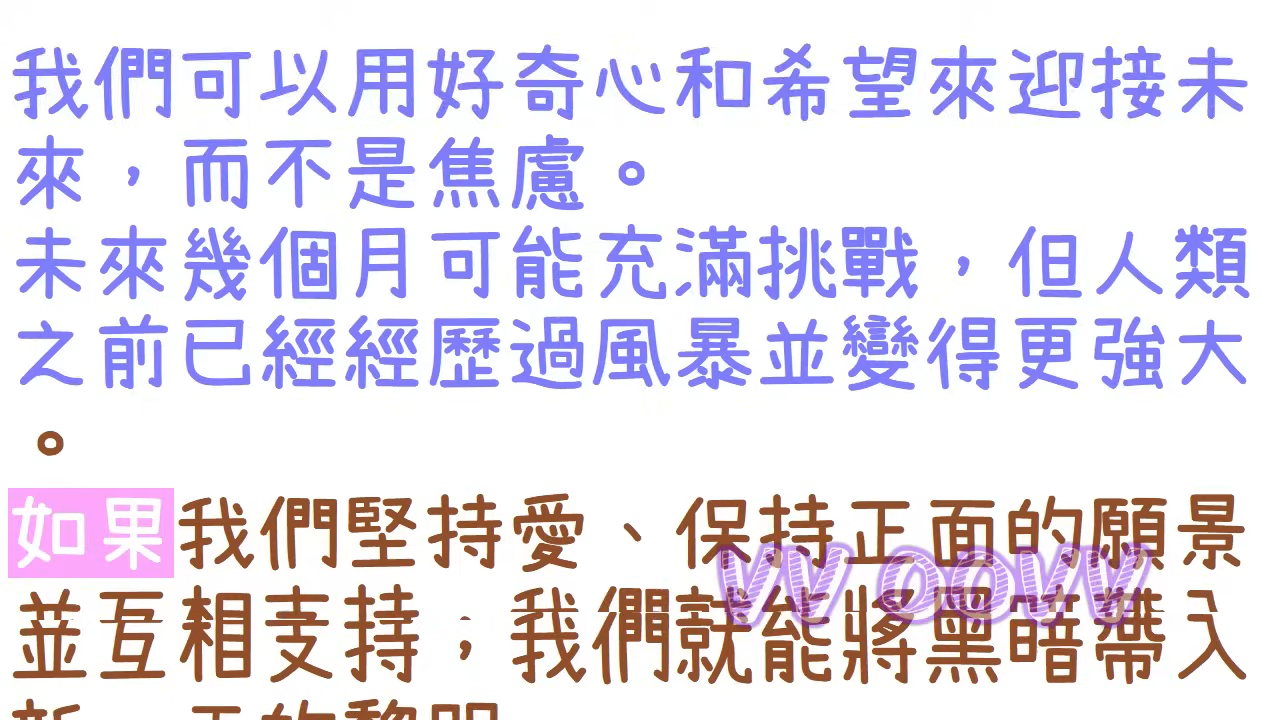 我們可以用好奇心和希望來迎接未
來，而不是焦慮。
未來幾個月可能充滿挑戰，但人類
之前已經經歷過風暴並變得更強大
。
如果我們堅持愛、保持正面的願景
並互相支持，我們就能將黑暗帶入
VV OOVV